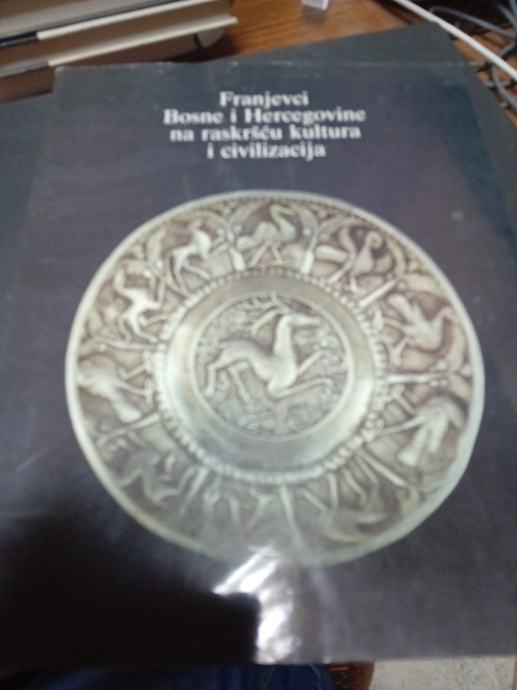 Franjevci
Bosne i Hercegovine
na raskršću kultura
i civilizacija